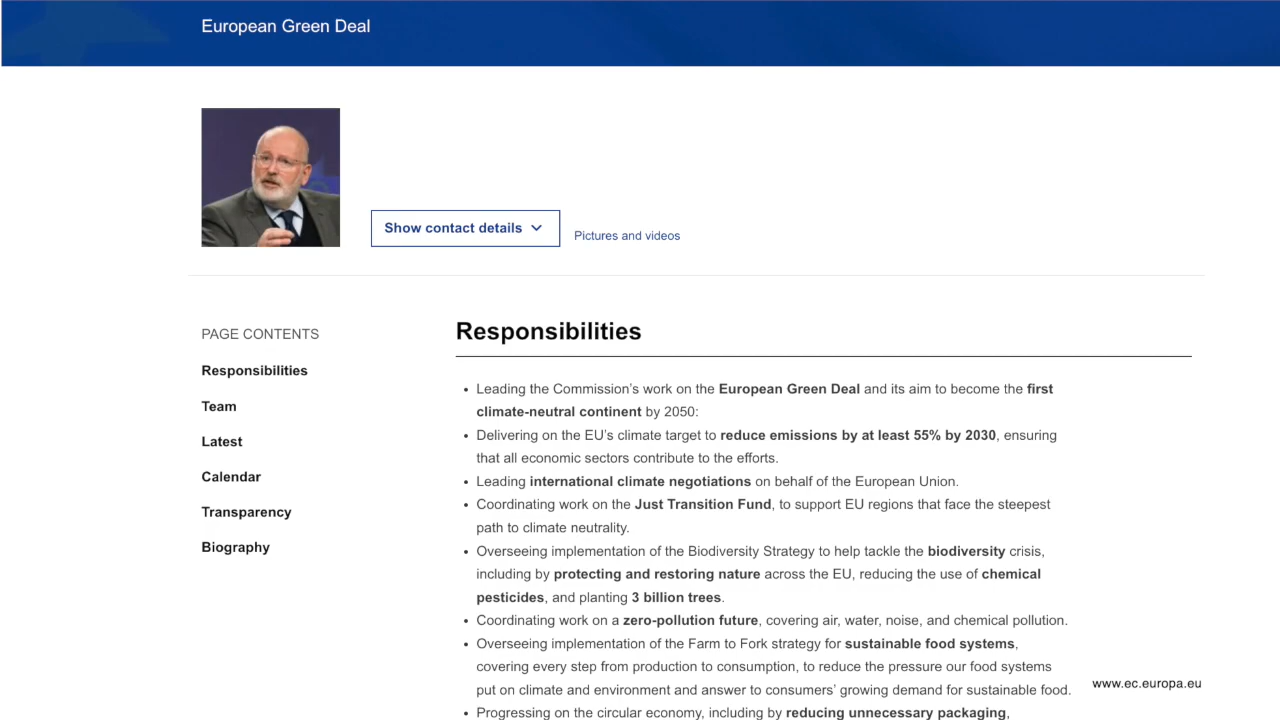 European Green Deal
Show contact details
Pictures and videos
PAGE CONTENTS
Responsibilities
Team
Latest
Calendar
Transparency
Biography
Responsibilities
• Leading the Commission’s work on the European Green Deal and its aim to become the first
climate-neutral continent by 2050:
• Delivering on the EU’s climate target to reduce emissions by at least 55% by 2030, ensuring
that all economic sectors contribute to the efforts.
• Leading international climate negotiations on behalf of the European Union.
• Coordinating work on the Just Transition Fund, to support EU regions that face the steepest
path to climate neutrality.
• Overseeing implementation of the Biodiversity Strategy to help tackle the biodiversity crisis,
including by protecting and restoring nature across the EU, reducing the use of chemical
pesticides, and planting 3 billion trees.
• Coordinating work on a zero-pollution future, covering air, water, noise, and chemical pollution.
• Overseeing implementation of the Farm to Fork strategy for sustainable food systems,
covering every step from production to consumption, to reduce the pressure our food systems
put on climate and environment and answer to consumers’ growing demand for sustainable food.
• Progressing on the circular economy, including by reducing unnecessary packaging,
www.ec.europa.eu